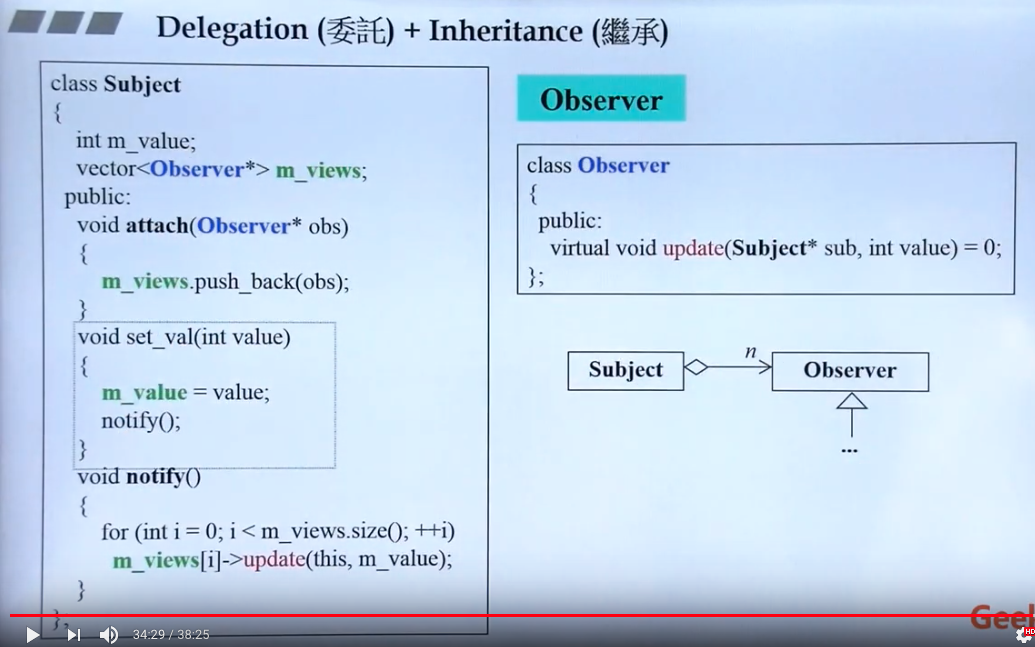 Delegation (委託) + Inheritance (繼承)
class Subject
{
int m_value;
vector<Observer*> m_views;
public:
void attach(Observer* obs)
{
m_views.push_back(obs);
}
void set_val(int value)
{
m_value = value;
notify();
}
void notify()
{
for (int i = 0; i < m_views.size(); ++i)
m_views[i]->update(this, m_value);
}
};
Observer
class Observer
{
public:
virtual void update(Subject* sub, int value) = 0;
};
Subject
n
Observer
...
34:29 / 38:25
Geek
HD